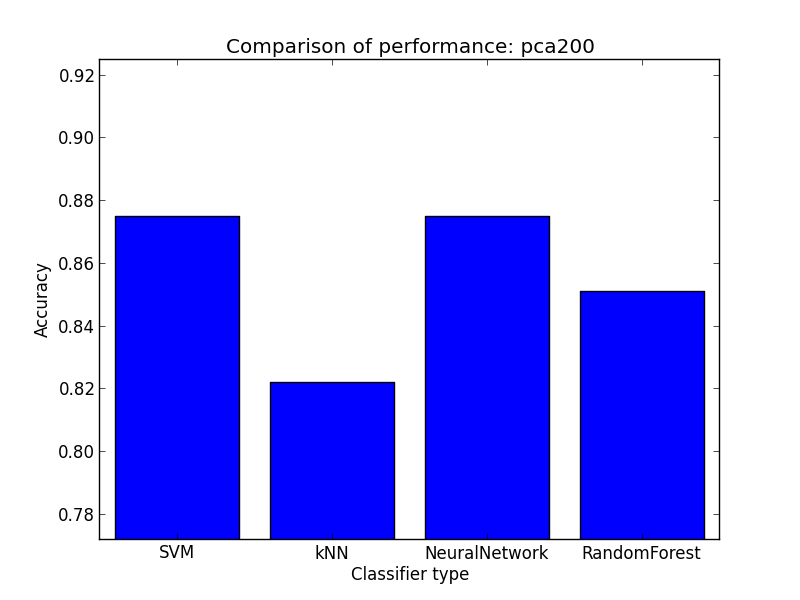 Comparison of performance: pca200
0.92
0.90
0.88
0.86
0.84
0.82
0.80
0.78
Accuracy
SVM kNN NeuralNetwork RandomForest
Classifier type